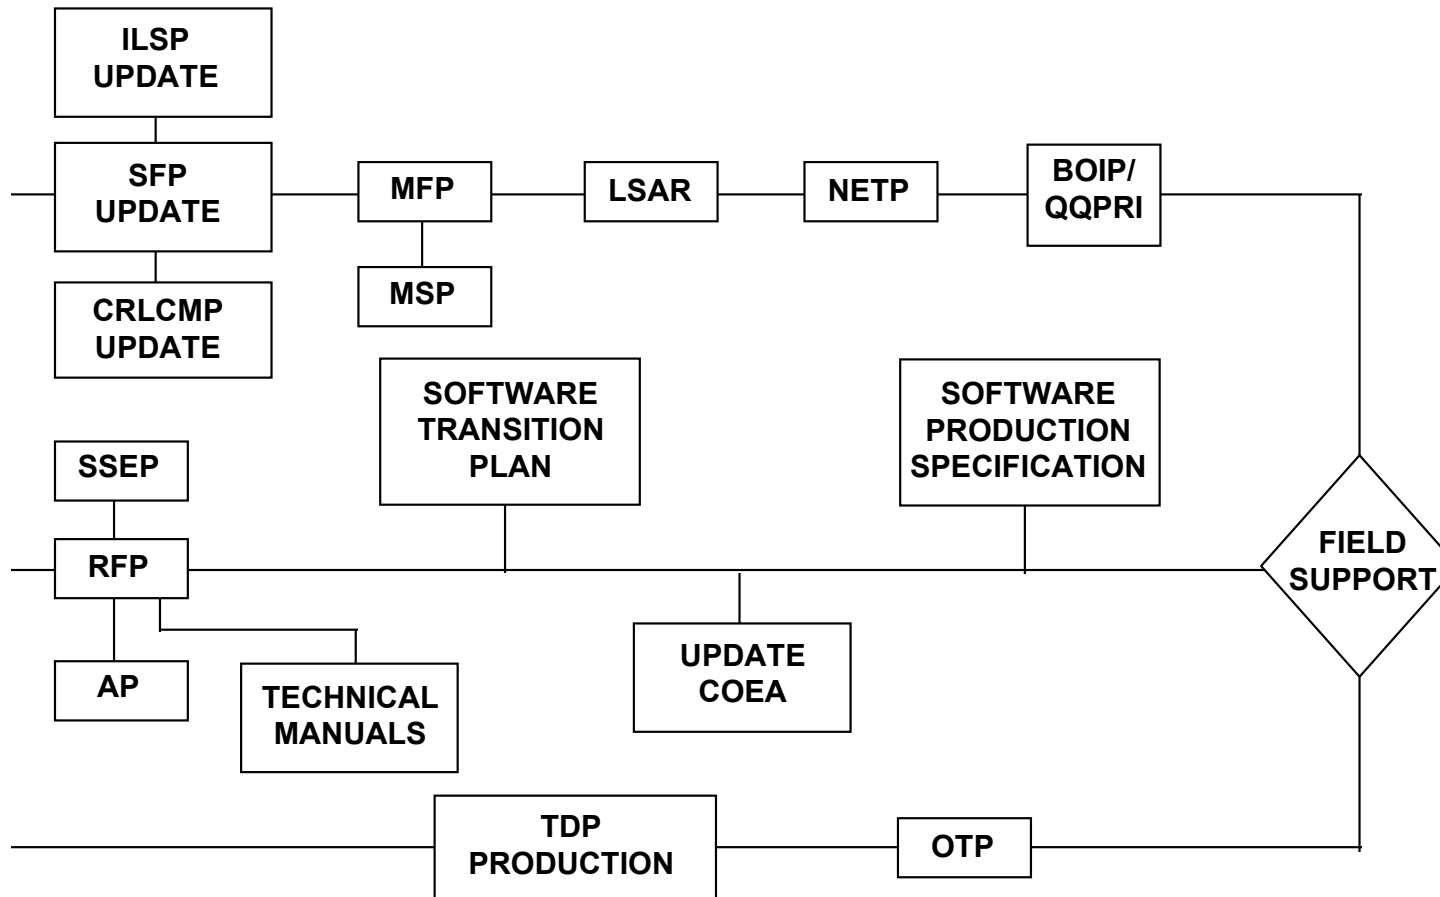 ILSP
UPDATE
SFP
UPDATE
MFP
LSAR
NETP
BOIP/
QQPRI
MSP
CRLCMP
UPDATE
SOFTWARE
TRANSITION
PLAN
SOFTWARE
PRODUCTION
SPECIFICATION
SSEP
RFP
FIELD
SUPPORT
AP
TECHNICAL
MANUALS
UPDATE
COEA
TDP
PRODUCTION
OTP